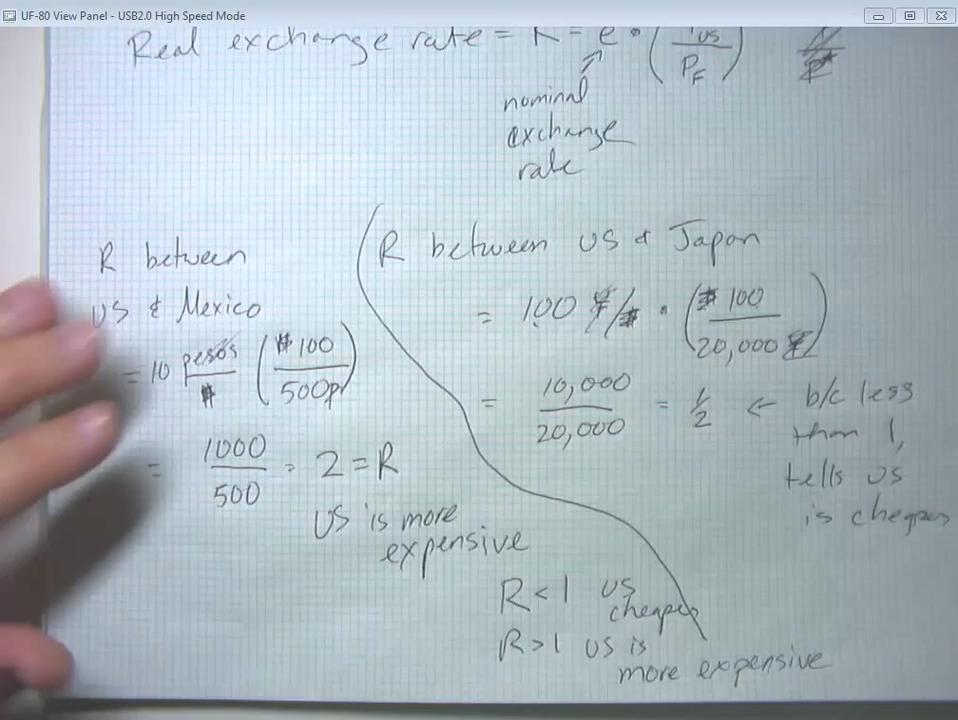 UF-80 View Panel - USB2.0 High Speed Mode
Real exchange rate = R = e • (PUS / PF)
nominal
exchange
rate
R between
US & Mexico
= 10 pesos/$ ($100 / 500p)
= 1000/500 = 2 = R
US is more
expensive
R between US & Japan
= 100 ¥/$ • ($100 / 20,000 ¥)
= 10,000/20,000 = 1/2 ← b/c less
than 1,
tells US
is cheaper
R < 1 US
cheaper
R > 1 US is
more expensive